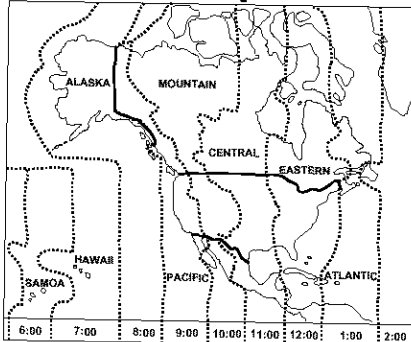 ALASKA
MOUNTAIN
CENTRAL
EASTERN
HAWAII
SAMOA
PACIFIC
ATLANTIC
6:00 7:00 8:00 9:00 10:00 11:00 12:00 1:00 2:00